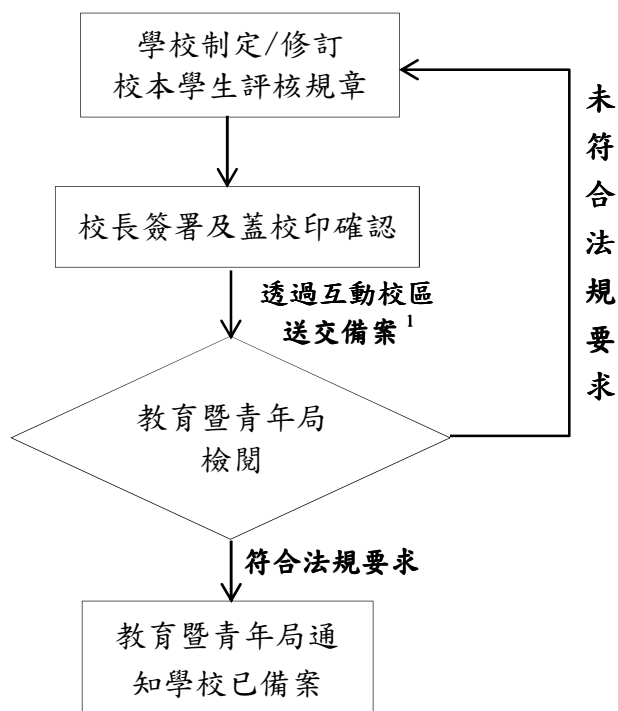 學校制定/修訂
校本學生評核規章
校長簽署及蓋校印確認
透過互動校區
送交備案 1
教育暨青年局
檢閱
符合法規要求
教育暨青年局通
知學校已備案
未符合法規要求